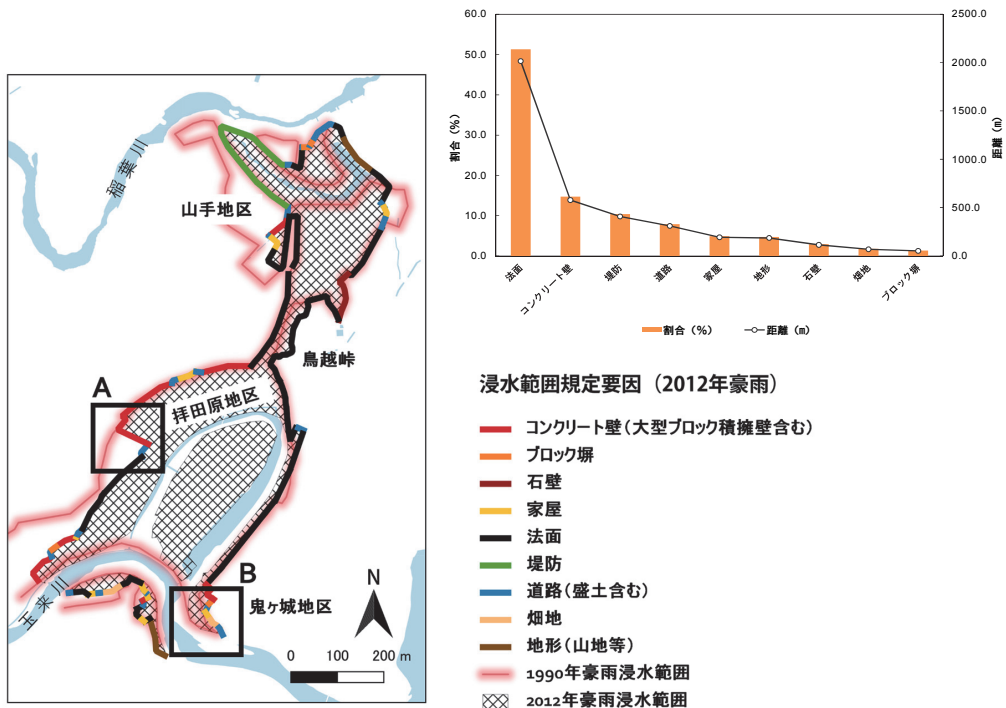 稲葉川
山手地区
鳥越峠
A
拝田原地区
B
鬼ヶ城地区
玉来川
N
0 100 200 m
60.0
50.0
40.0
30.0
20.0
10.0
0.0
割合(%)
2500.0
2000.0
1500.0
1000.0
500.0
0.0
距離(m)
法面
コンクリート壁
堤防
道路
家屋
地形
石壁
畑地
ブロック塀
割合(%) 距離(m)
浸水範囲規定要因(2012年豪雨)
コンクリート壁(大型ブロック積擁壁含む)
ブロック塀
石壁
家屋
法面
堤防
道路(盛土含む)
畑地
地形(山地等)
1990年豪雨浸水範囲
2012年豪雨浸水範囲